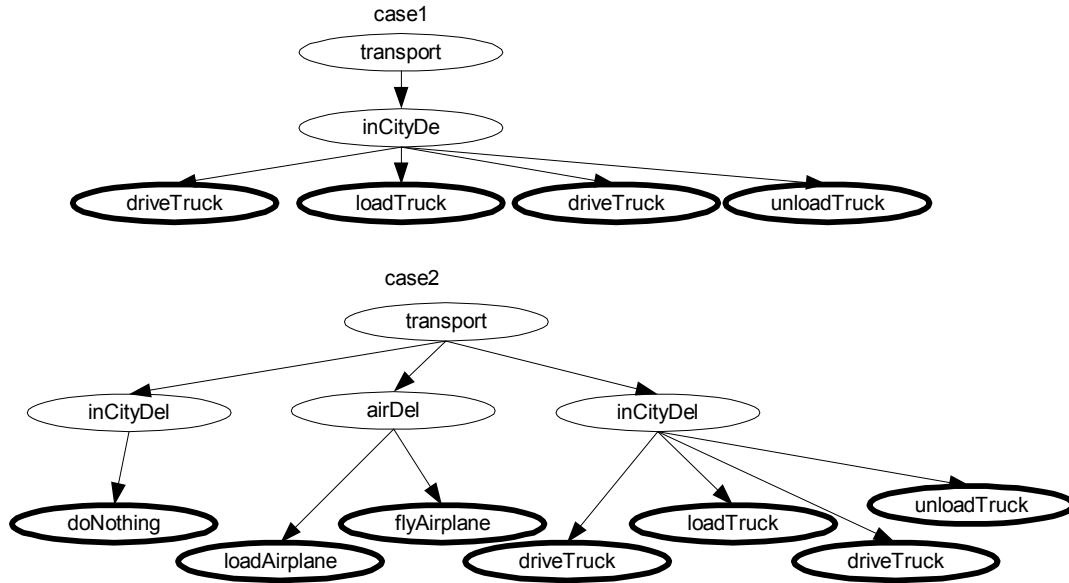 case1
transport
inCityDe
driveTruck
loadTruck
driveTruck
unloadTruck
case2
transport
inCityDel
airDel
inCityDel
doNothing
loadAirplane
flyAirplane
driveTruck
loadTruck
driveTruck
unloadTruck